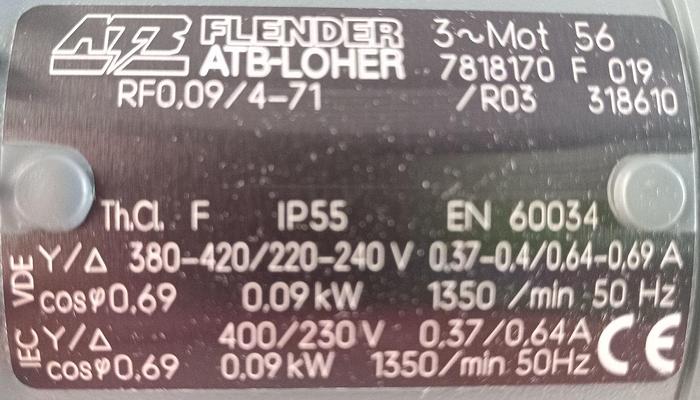 ATB FLENDER 3~Mot 56
ATB-LOHER 7818170 F 019
RF0,09/4-71 /R03 318610
Th.Cl. F IP55 EN 60034
VDE Y/Δ 380-420/220-240 V 0.37-0.4/0,64-0,69 A
cosφ0,69 0.09 kW 1350 /min 50 Hz
IEC Y/Δ 400/230 V 0.37/0,64A CE
cosφ0.69 0.09 kW 1350/min 50Hz